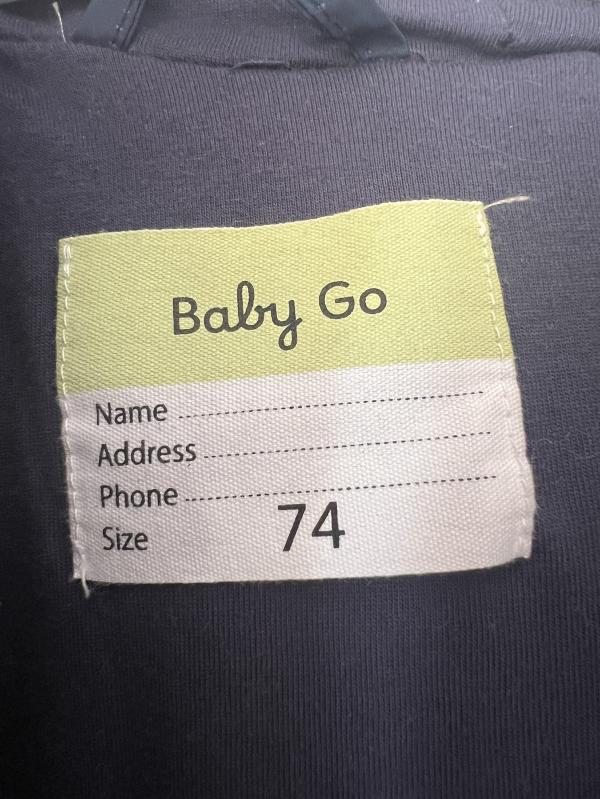 Baby Go
Name
Address
Phone
Size 74